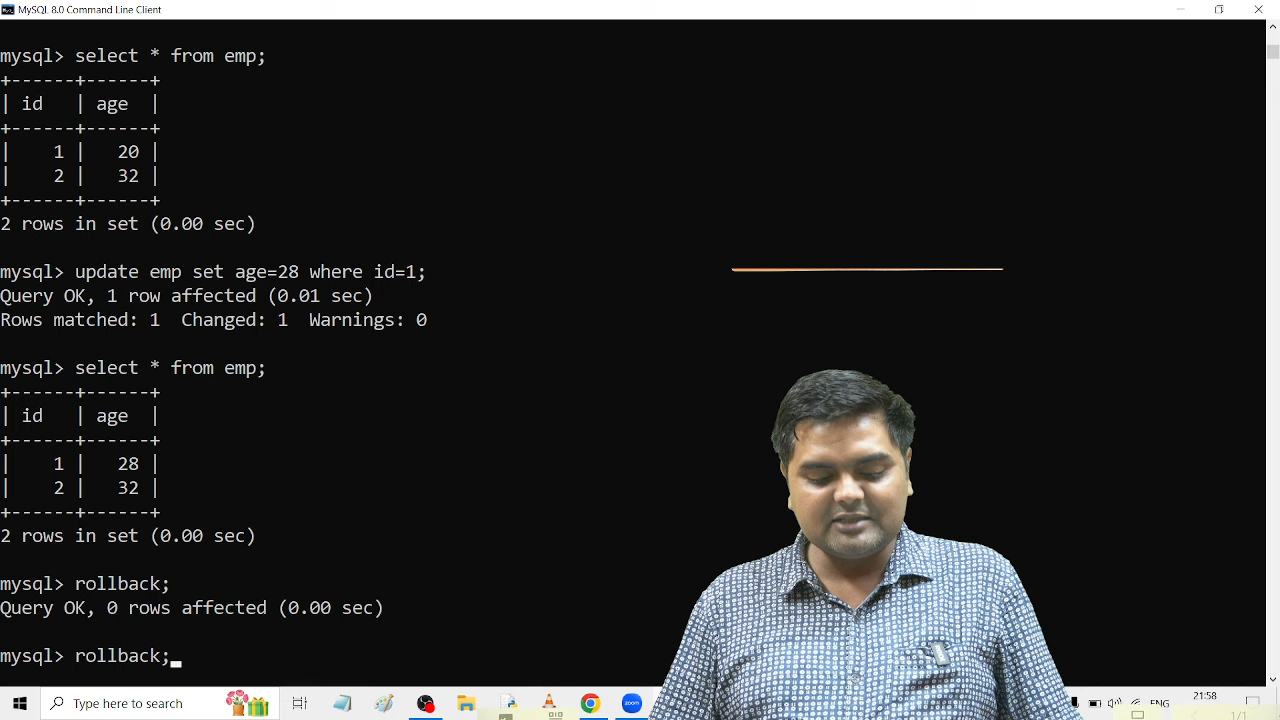 MySQL 8.0 Command Line Client
mysql> select * from emp;
+------+------+
| id   | age  |
+------+------+
|    1 |   20 |
|    2 |   32 |
+------+------+
2 rows in set (0.00 sec)
mysql> update emp set age=28 where id=1;
Query OK, 1 row affected (0.01 sec)
Rows matched: 1  Changed: 1  Warnings: 0
mysql> select * from emp;
+------+------+
| id   | age  |
+------+------+
|    1 |   28 |
|    2 |   32 |
+------+------+
2 rows in set (0.00 sec)
mysql> rollback;
Query OK, 0 rows affected (0.00 sec)
mysql> rollback;
Type here to search
zoom
21:58
1/1